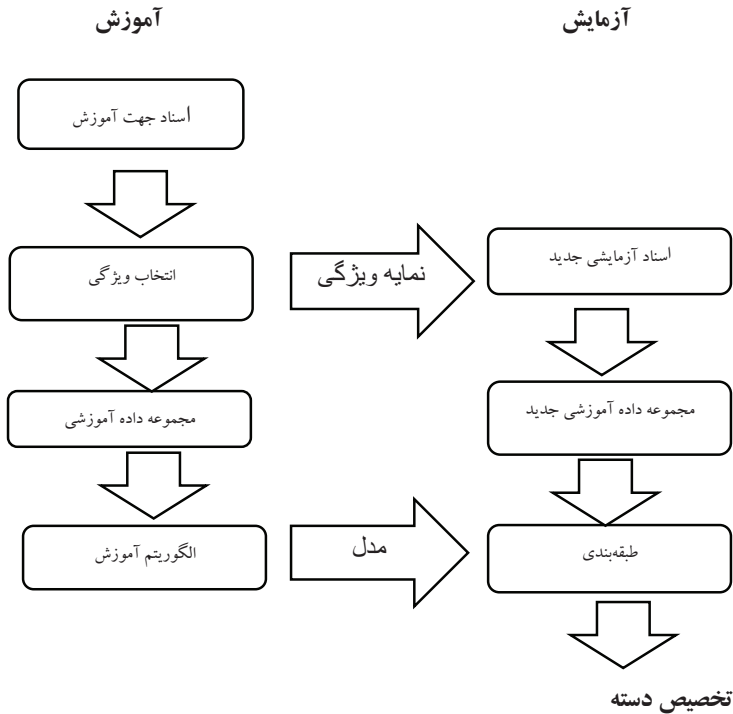 آموزش
آزمایش
اسناد جهت آموزش
انتخاب ویژگی
نمایه ویژگی
اسناد آزمایشی جدید
مجموعه داده آموزشی
مجموعه داده آموزشی جدید
الگوریتم آموزش
مدل
طبقه‌بندی
تخصیص دسته